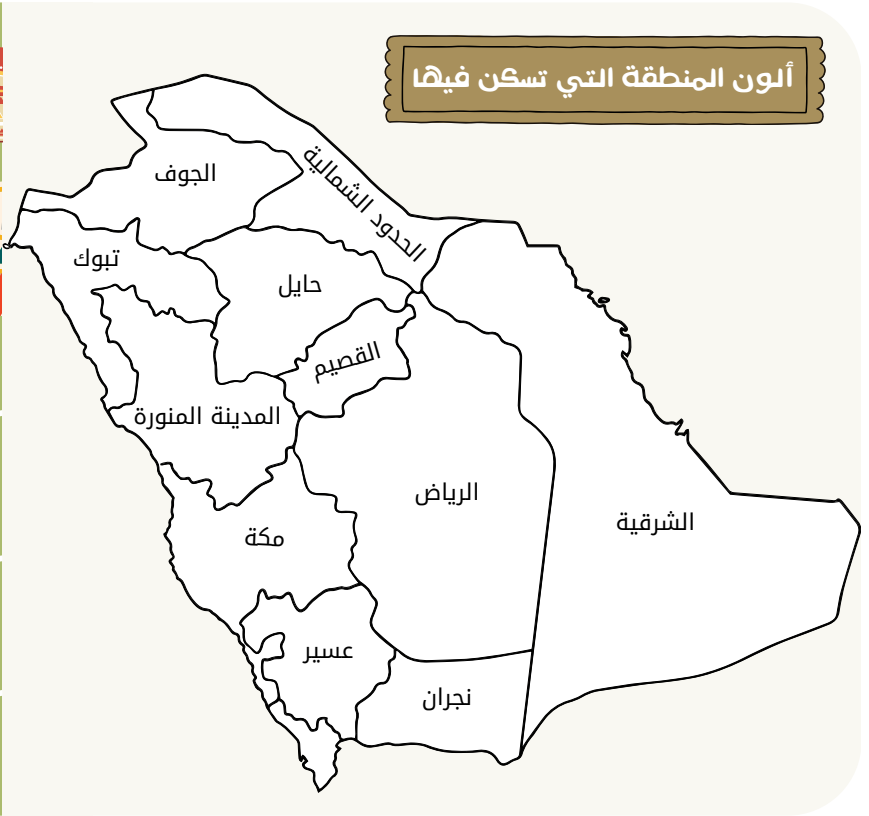 ألون المنطقة التي تسكن فيها
الجوف
الحدود الشمالية
تبوك
حايل
القصيم
المدينة المنورة
الرياض
الشرقية
مكة
عسير
نجران